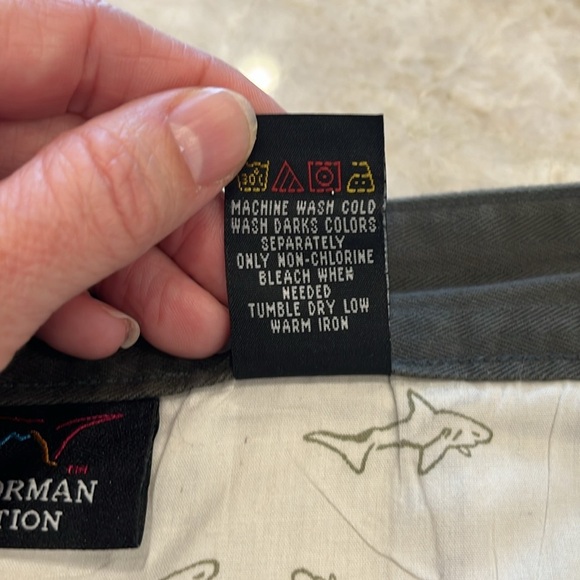 30°C
MACHINE WASH COLD
WASH DARKS COLORS
SEPARATELY
ONLY NON-CHLORINE
BLEACH WHEN
NEEDED
TUMBLE DRY LOW
WARM IRON
ORMAN
TION